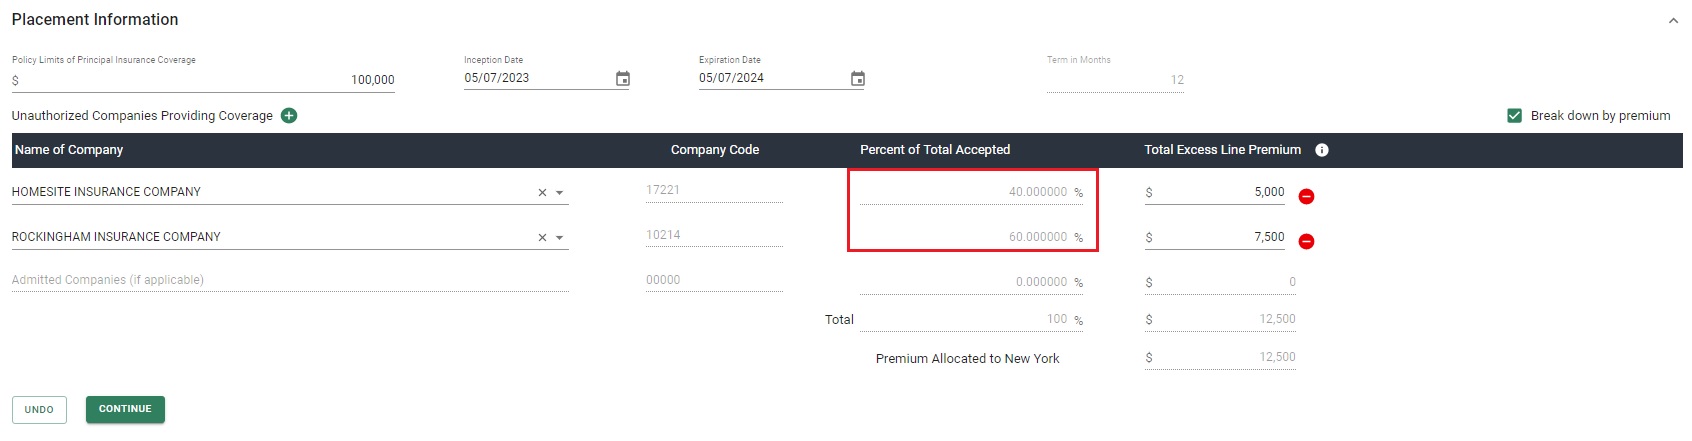 Placement Information
Policy Limits of Principal Insurance Coverage
$ 100,000
Inception Date
05/07/2023
Expiration Date
05/07/2024
Term in Months
12
Unauthorized Companies Providing Coverage
Break down by premium
Name of Company Company Code Percent of Total Accepted Total Excess Line Premium
HOMESITE INSURANCE COMPANY 17221 40.000000 % $ 5,000
ROCKINGHAM INSURANCE COMPANY 10214 60.000000 % $ 7,500
Admitted Companies (if applicable) 00000 0.000000 % $ 0
Total 100 % $ 12,500
Premium Allocated to New York $ 12,500
UNDO CONTINUE